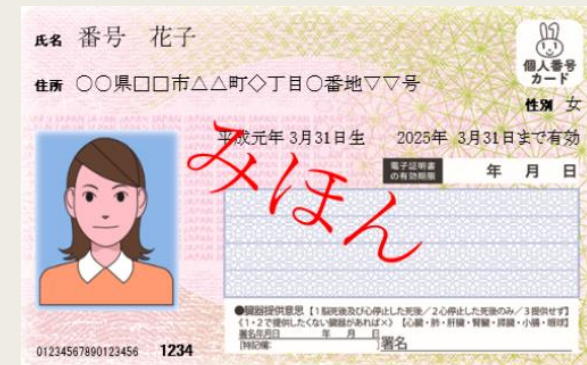 氏名 番号 花子
個人番号
カード
住所 〇〇県口口市△△町◇丁目〇番地▽▽号
性別 女
平成元年 3月31日生 2025年 3月31日まで有効
電子証明書
の有効期限 年 月 日
みほん
●臓器提供意思【1 脳死後及び心停止した死後／2 心停止した死後のみ／3 提供せず】
《1・2で提供したくない臓器があれば×》【心臓・肺・肝臓・腎臓・膵臓・小腸・眼球】
署名年月日 年 月 日
[特記欄: ]署名
01234567890123456 1234